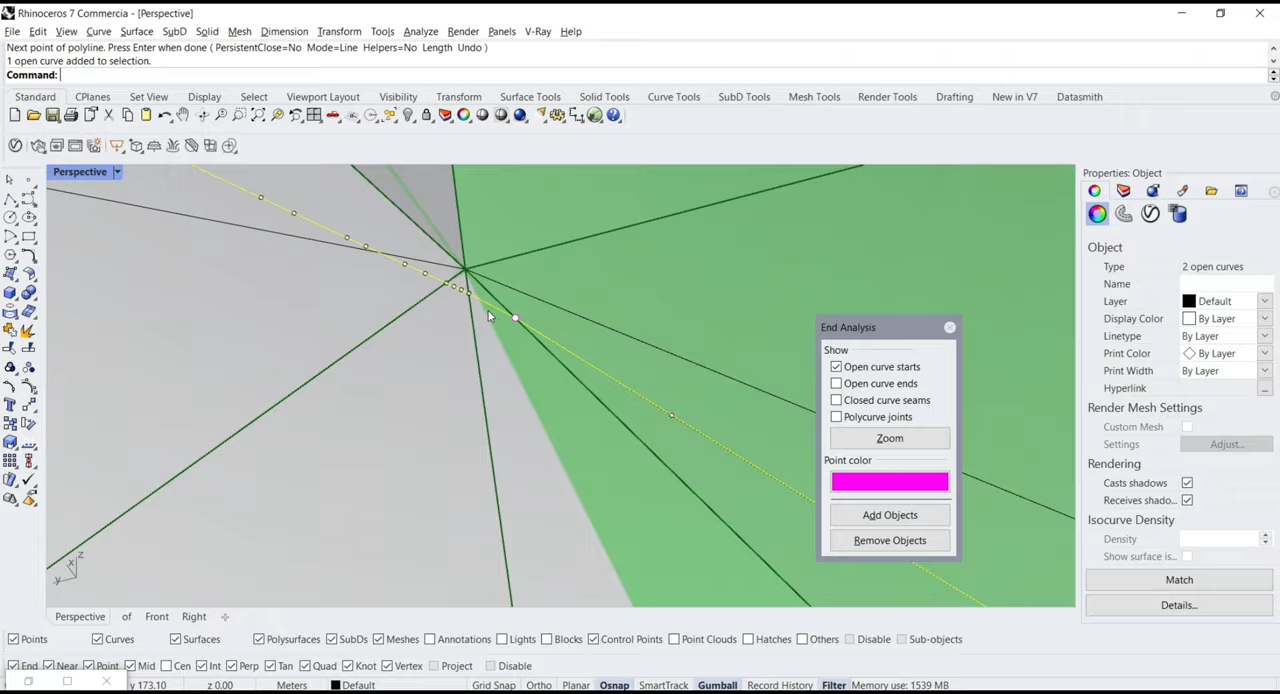 Rhinoceros 7 Commercia - [Perspective]
File Edit View Curve Surface SubD Solid Mesh Dimension Transform Tools Analyze Render Panels V-Ray Help
Next point of polyline. Press Enter when done ( PersistentClose=No Mode=Line Helpers=No Length Undo )
1 open curve added to selection.
Command:
Standard CPlanes Set View Display Select Viewport Layout Visibility Transform Surface Tools Solid Tools Curve Tools SubD Tools Mesh Tools Render Tools Drafting New in V7 Datasmith
Perspective
Properties: Object
Object
Type 2 open curves
Name
Layer Default
Display Color By Layer
Linetype By Layer
Print Color By Layer
Print Width By Layer
Hyperlink ...
Render Mesh Settings
Custom Mesh
Settings Adjust...
Rendering
Casts shadows
Receives shado...
Isocurve Density
Density
Show surface is...
Match
Details...
End Analysis
Show
Open curve starts
Open curve ends
Closed curve seams
Polycurve joints
Zoom
Point color
Add Objects
Remove Objects
z
x
y
Perspective of Front Right
Points Curves Surfaces Polysurfaces SubDs Meshes Annotations Lights Blocks Control Points Point Clouds Hatches Others Disable Sub-objects
End Near Point Mid Cen Int Perp Tan Quad Knot Vertex Project Disable
y 173.10 z 0.00 Meters Default Grid Snap Ortho Planar Osnap SmartTrack Gumball Record History Filter Memory use: 1539 MB